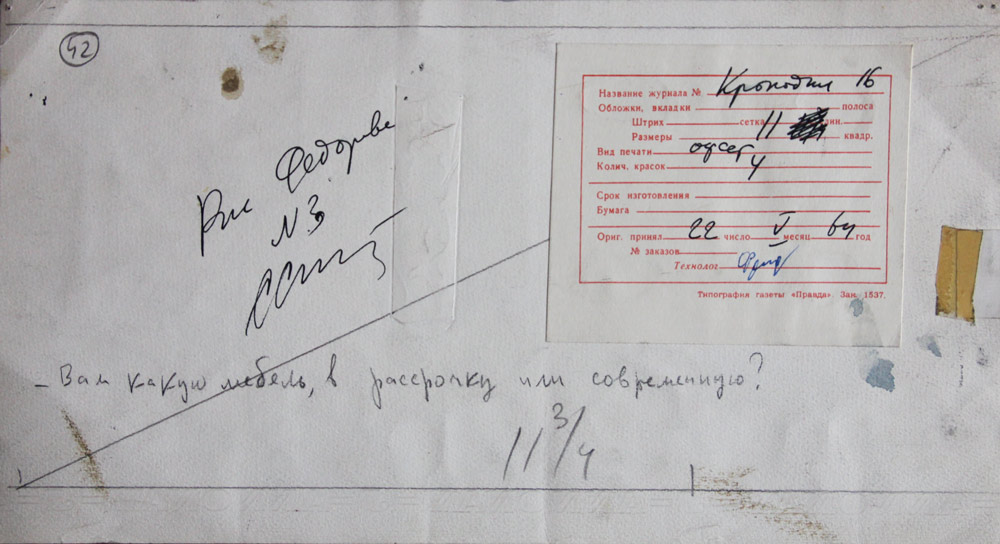 42
Рис Федорова
N3
Название журнала № Крокодил 16
Обложки, вкладки полоса
Штрих сетка лин.
Размеры 11 квадр.
Вид печати офсет
Колич. красок 4
Срок изготовления
Бумага
Ориг. принял 22 число V месяц 64 год
№ заказов
Технолог
Типография газеты «Правда». Зак. 1537.
– Вам какую мебель, в рассрочку или современную?
11 3/4